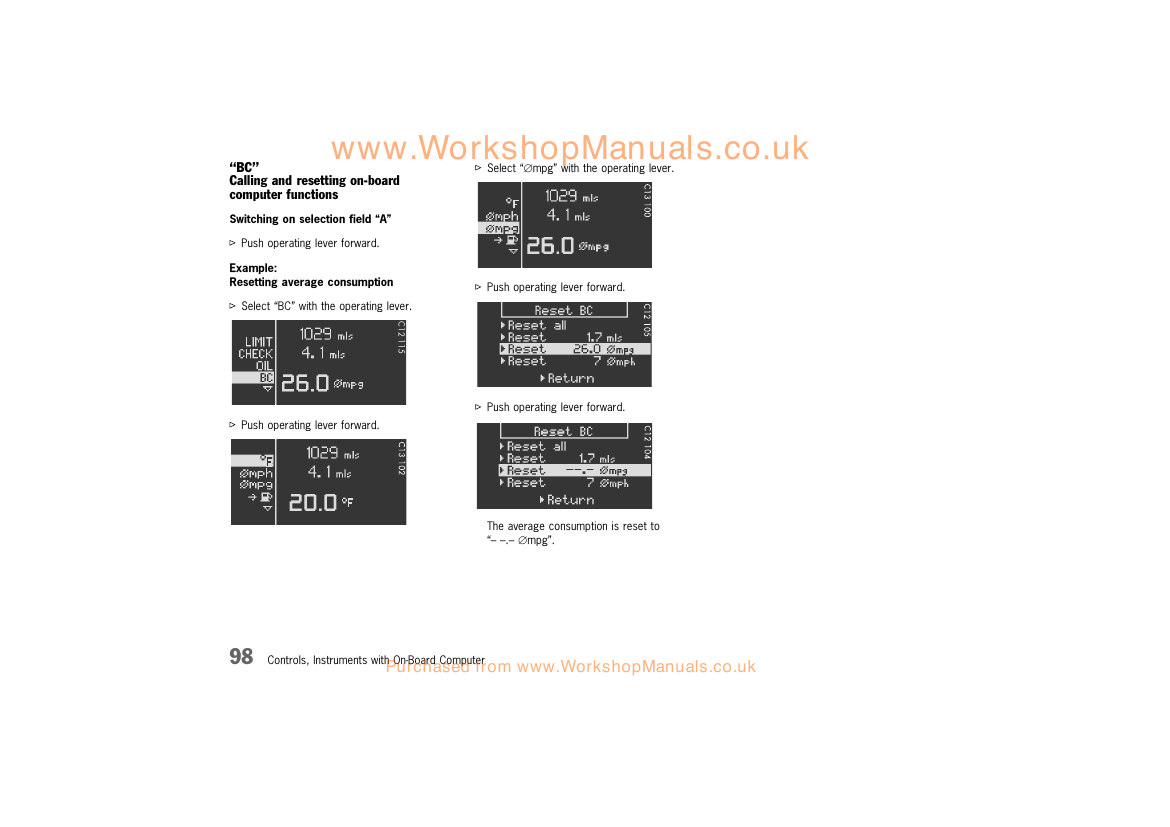 www.WorkshopManuals.co.uk
“BC”
Calling and resetting on-board
computer functions
Switching on selection field “A”
▷ Push operating lever forward.
Example:
Resetting average consumption
▷ Select “BC” with the operating lever.
LIMIT
CHECK
OIL
BC
1029 mls
4.1 mls
26.0 ∅mpg
C12 115
▷ Push operating lever forward.
°F
∅mph
∅mpg
→
1029 mls
4.1 mls
20.0 °F
C13 102
▷ Select “∅mpg” with the operating lever.
°F
∅mph
∅mpg
→
1029 mls
4.1 mls
26.0 ∅mpg
C13 100
▷ Push operating lever forward.
Reset BC
Reset all
Reset 1.7 mls
Reset 26.0 ∅mpg
Reset 7 ∅mph
Return
C12 105
▷ Push operating lever forward.
Reset BC
Reset all
Reset 1.7 mls
Reset --.- ∅mpg
Reset 7 ∅mph
Return
C12 104
The average consumption is reset to
“– –.– ∅mpg”.
98 Controls, Instruments with On-Board Computer
Purchased from www.WorkshopManuals.co.uk